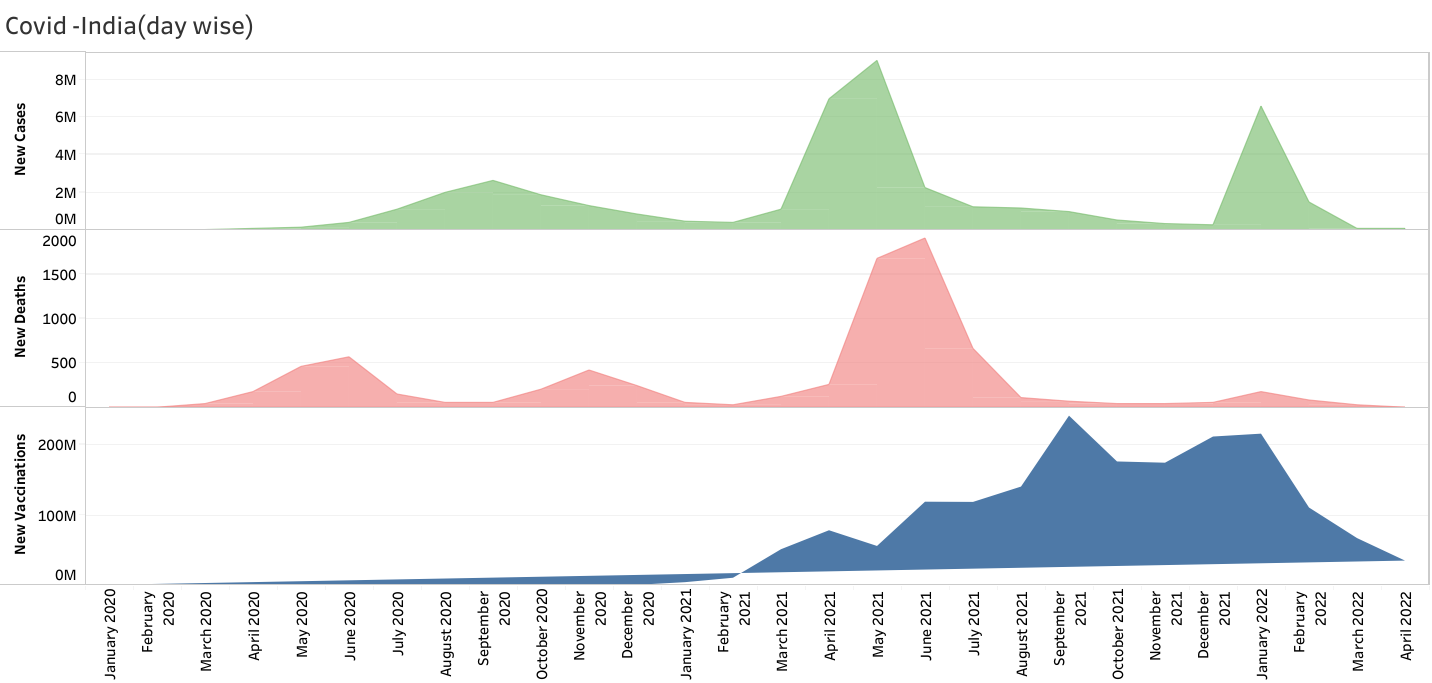 Covid -India(day wise)
New Cases
8M
6M
4M
2M
0M
New Deaths
2000
1500
1000
500
0
New Vaccinations
200M
100M
0M
January 2020
February
2020
March 2020
April 2020
May 2020
June 2020
July 2020
August 2020
September
2020
October 2020
November
2020
December
2020
January 2021
February
2021
March 2021
April 2021
May 2021
June 2021
July 2021
August 2021
September
2021
October 2021
November
2021
December
2021
January 2022
February
2022
March 2022
April 2022